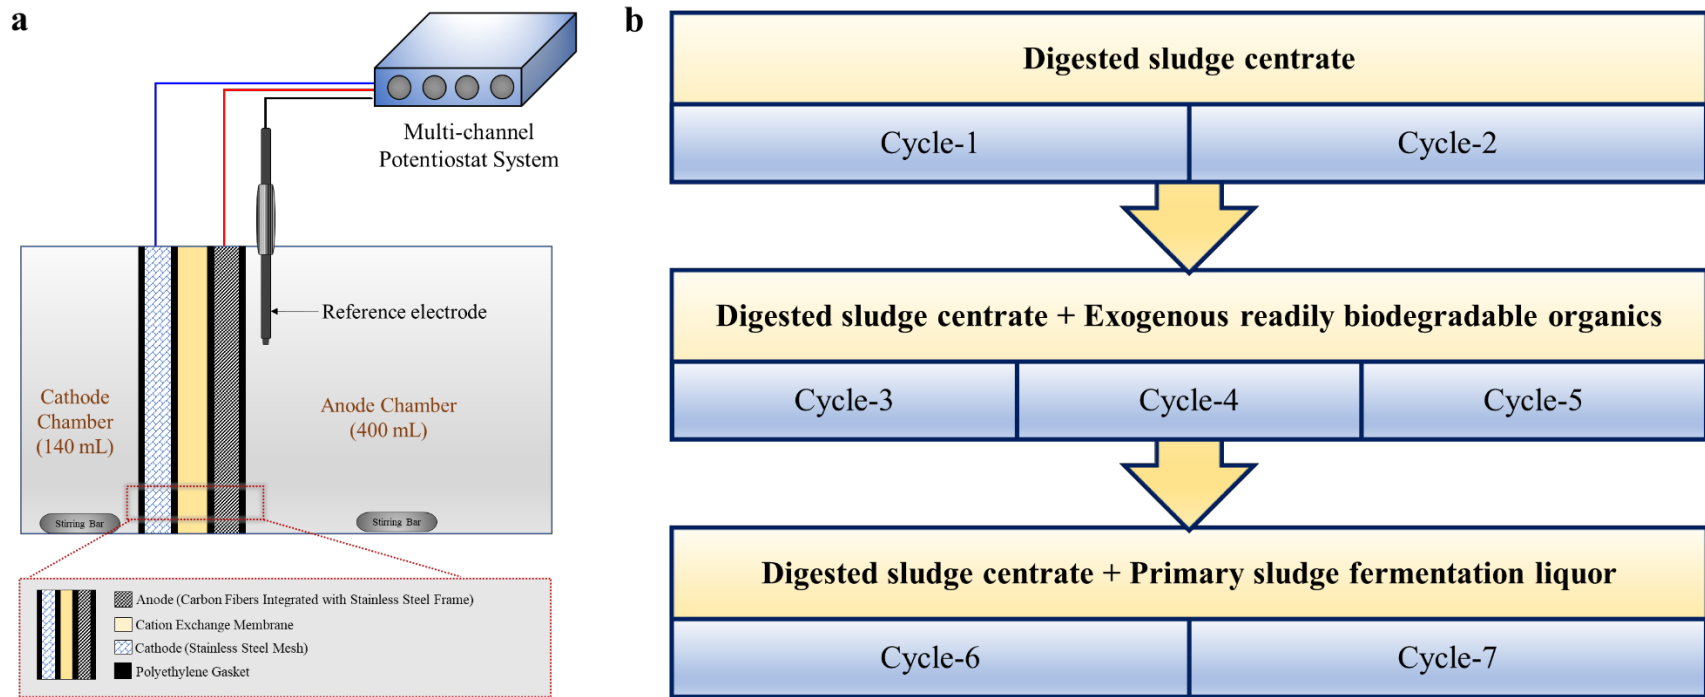 a
Multi-channel
Potentiostat System
Reference electrode
Cathode
Chamber
(140 mL)
Anode Chamber
(400 mL)
Stirring Bar
Stirring Bar
Anode (Carbon Fibers Integrated with Stainless Steel Frame)
Cation Exchange Membrane
Cathode (Stainless Steel Mesh)
Polyethylene Gasket
b
Digested sludge centrate
Cycle-1
Cycle-2
Digested sludge centrate + Exogenous readily biodegradable organics
Cycle-3
Cycle-4
Cycle-5
Digested sludge centrate + Primary sludge fermentation liquor
Cycle-6
Cycle-7